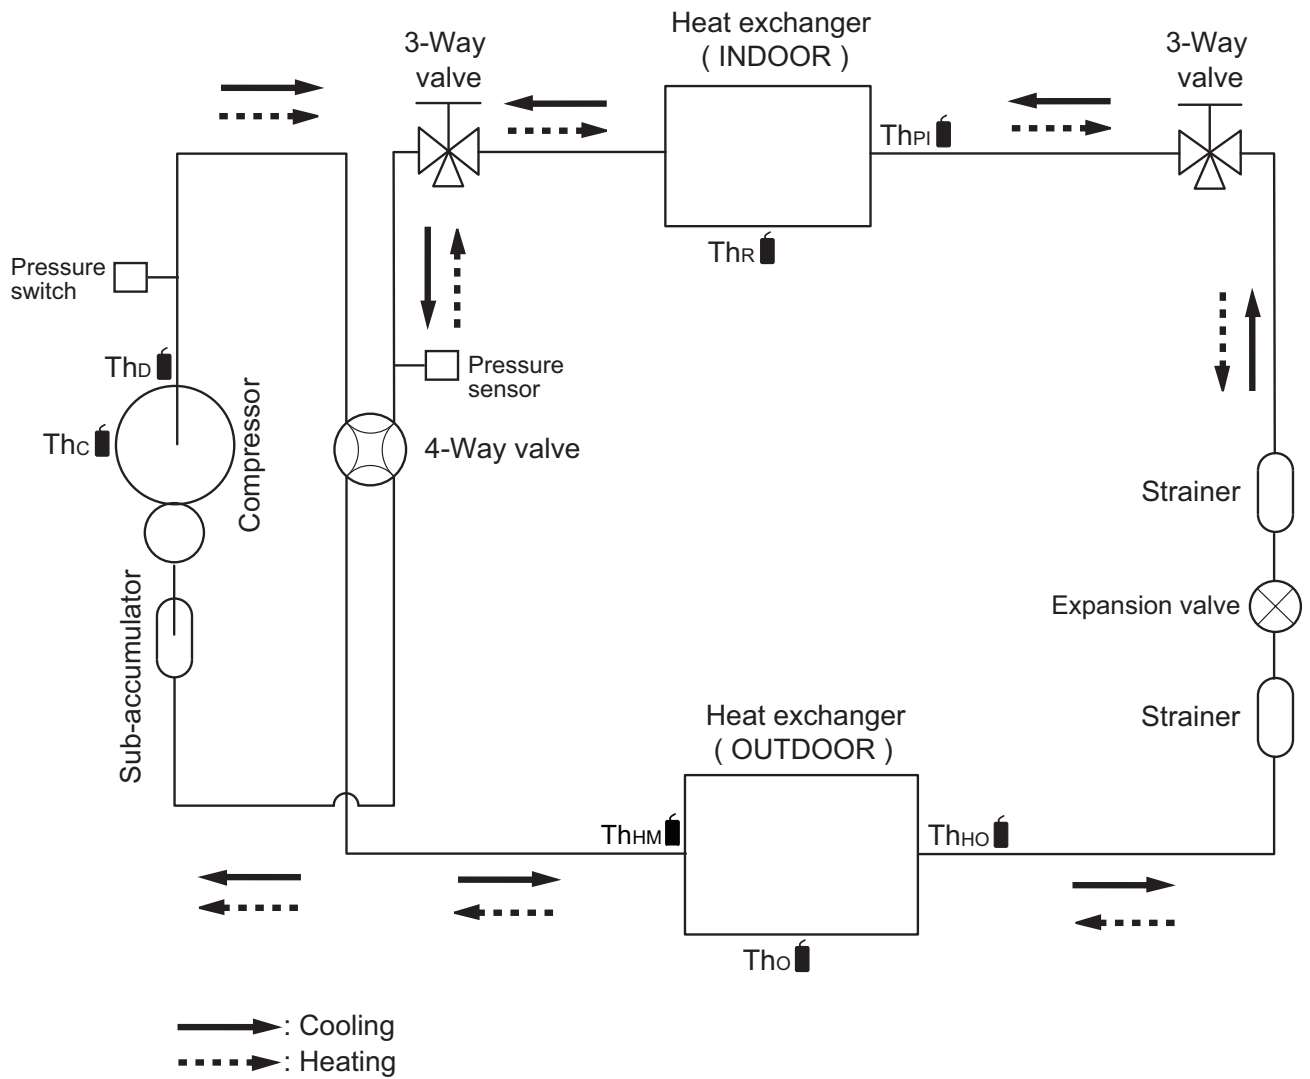 Heat exchanger
( INDOOR )
3-Way
valve
3-Way
valve
ThPI
ThR
Pressure
switch
ThD
Pressure
sensor
ThC
Compressor
4-Way valve
Strainer
Expansion valve
Sub-accumulator
Strainer
Heat exchanger
( OUTDOOR )
ThHM
ThHO
ThO
: Cooling
: Heating